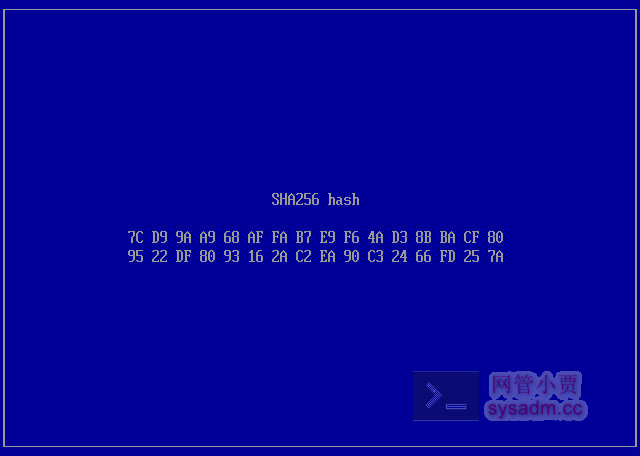 SHA256 hash
7C D9 9A A9 68 AF FA B7 E9 F6 4A D3 8B BA CF 80
95 22 DF 80 93 16 2A C2 EA 90 C3 24 66 FD 25 7A
>_
网管小贾
sysadm.cc